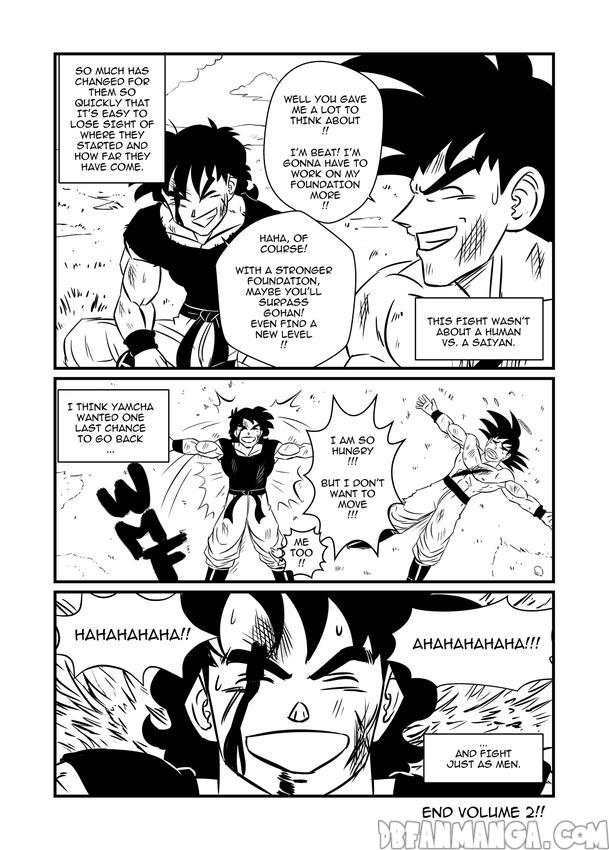 SO MUCH HAS
CHANGED FOR
THEM SO
QUICKLY THAT
IT'S EASY TO
LOSE SIGHT OF
WHERE THEY
STARTED AND
HOW FAR THEY
HAVE COME.
WELL YOU GAVE
ME A LOT TO
THINK ABOUT
!!
I'M BEAT! I'M
GONNA HAVE TO
WORK ON MY
FOUNDATION
MORE
!!
HAHA, OF
COURSE!
WITH A STRONGER
FOUNDATION,
MAYBE YOU'LL
SURPASS
GOHAN!
EVEN FIND A
NEW LEVEL
!!
THIS FIGHT WASN'T
ABOUT A HUMAN
VS. A SAIYAN.
I THINK YAMCHA
WANTED ONE
LAST CHANCE
TO GO BACK
...
WMF
I AM SO
HUNGRY
!!!
BUT I DON'T
WANT TO
MOVE
!!!
ME
TOO !!
HAHAHAHAHA!!
AHAHAHAHAHA!!!
...
AND FIGHT
JUST AS MEN.
END VOLUME 2!!
DBFANMANGA.COM